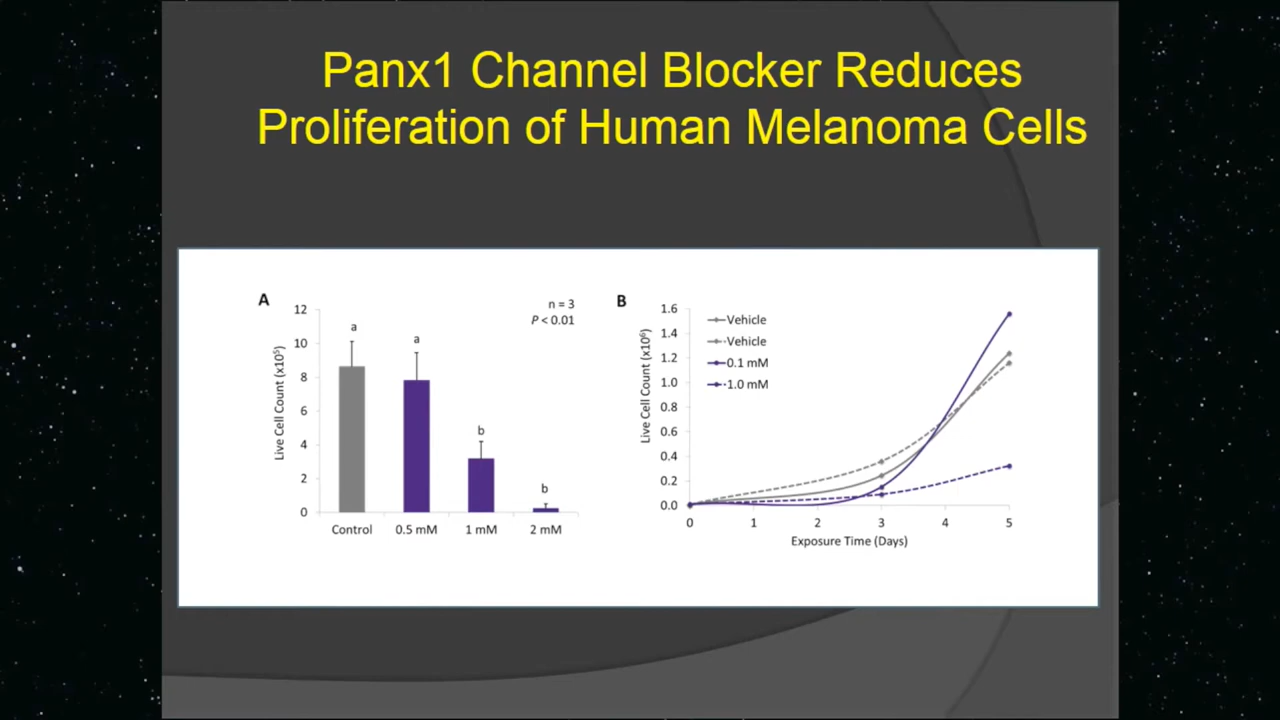 Panx1 Channel Blocker Reduces
Proliferation of Human Melanoma Cells
A
n = 3
P < 0.01
Live Cell Count (x10⁵)
12
10
8
6
4
2
0
a
a
b
b
Control 0.5 mM 1 mM 2 mM
B
Live Cell Count (x10⁶)
1.6
1.4
1.2
1.0
0.8
0.6
0.4
0.2
0.0
Vehicle
Vehicle
0.1 mM
1.0 mM
0 1 2 3 4 5
Exposure Time (Days)